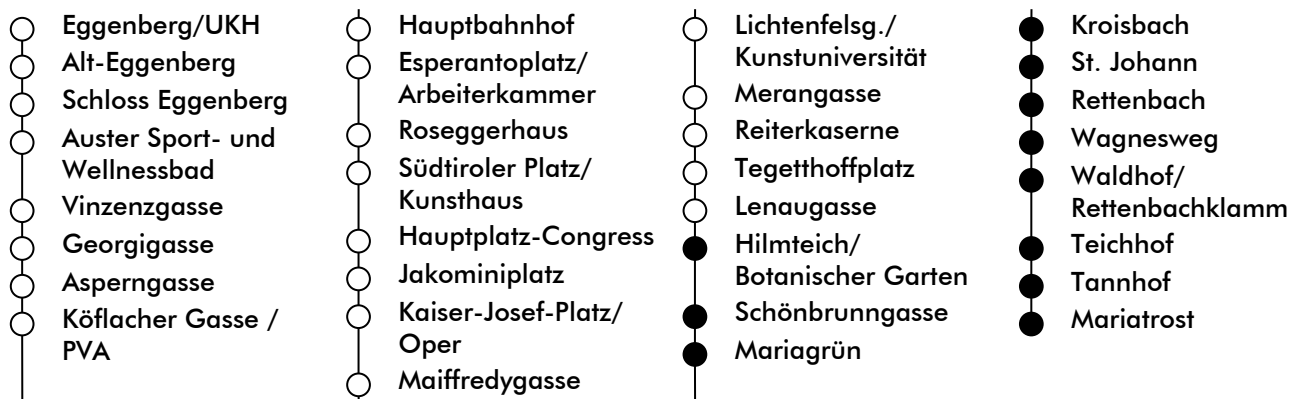 Eggenberg/UKH
Alt-Eggenberg
Schloss Eggenberg
Auster Sport- und
Wellnessbad
Vinzenzgasse
Georgigasse
Asperngasse
Köflacher Gasse /
PVA
Hauptbahnhof
Esperantoplatz/
Arbeiterkammer
Roseggerhaus
Südtiroler Platz/
Kunsthaus
Hauptplatz-Congress
Jakominiplatz
Kaiser-Josef-Platz/
Oper
Maiffredygasse
Lichtenfelsg./
Kunstuniversität
Merangasse
Reiterkaserne
Tegetthoffplatz
Lenaugasse
Hilmteich/
Botanischer Garten
Schönbrunngasse
Mariagrün
Kroisbach
St. Johann
Rettenbach
Wagnesweg
Waldhof/
Rettenbachklamm
Teichhof
Tannhof
Mariatrost